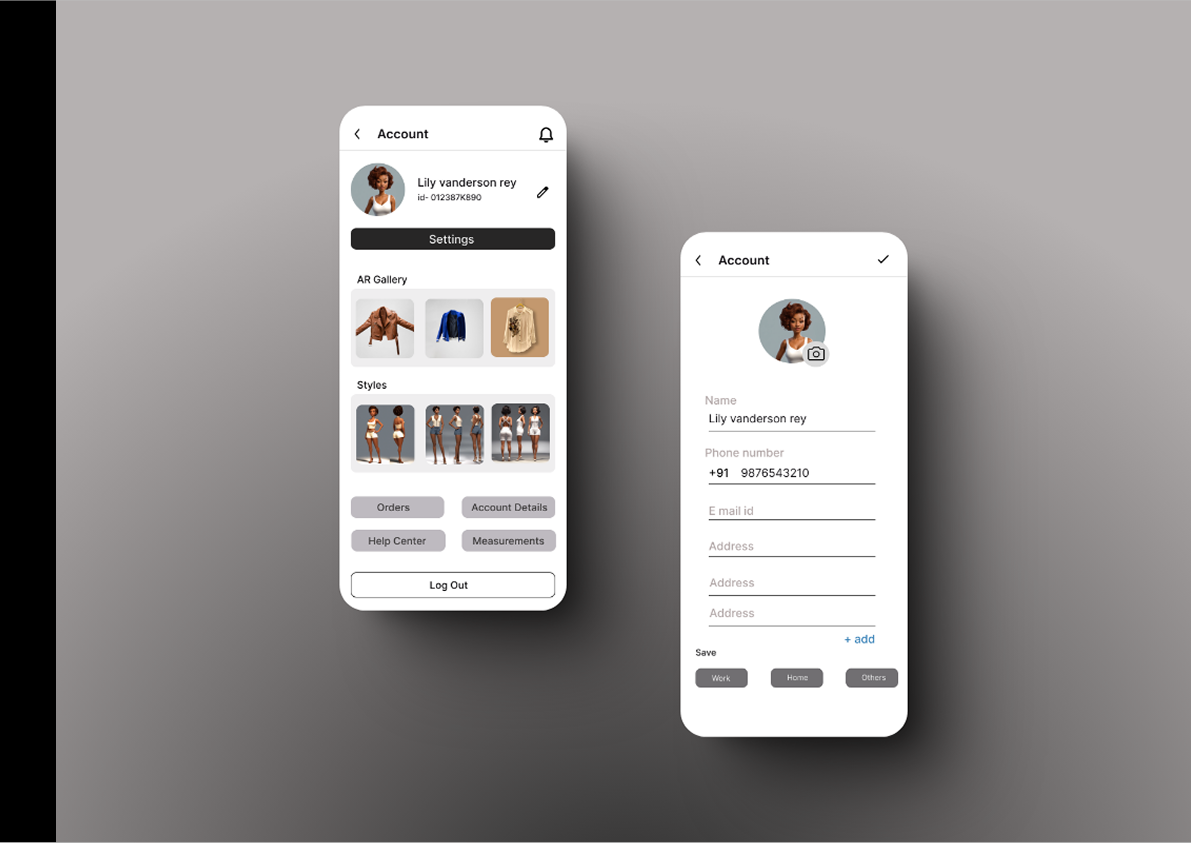 Account
Lily vanderson rey
id- 012387K890
Settings
AR Gallery
Styles
Orders
Account Details
Help Center
Measurements
Log Out
Account
Name
Lily vanderson rey
Phone number
+91 9876543210
E mail id
Address
Address
Address
+ add
Save
Work
Home
Others